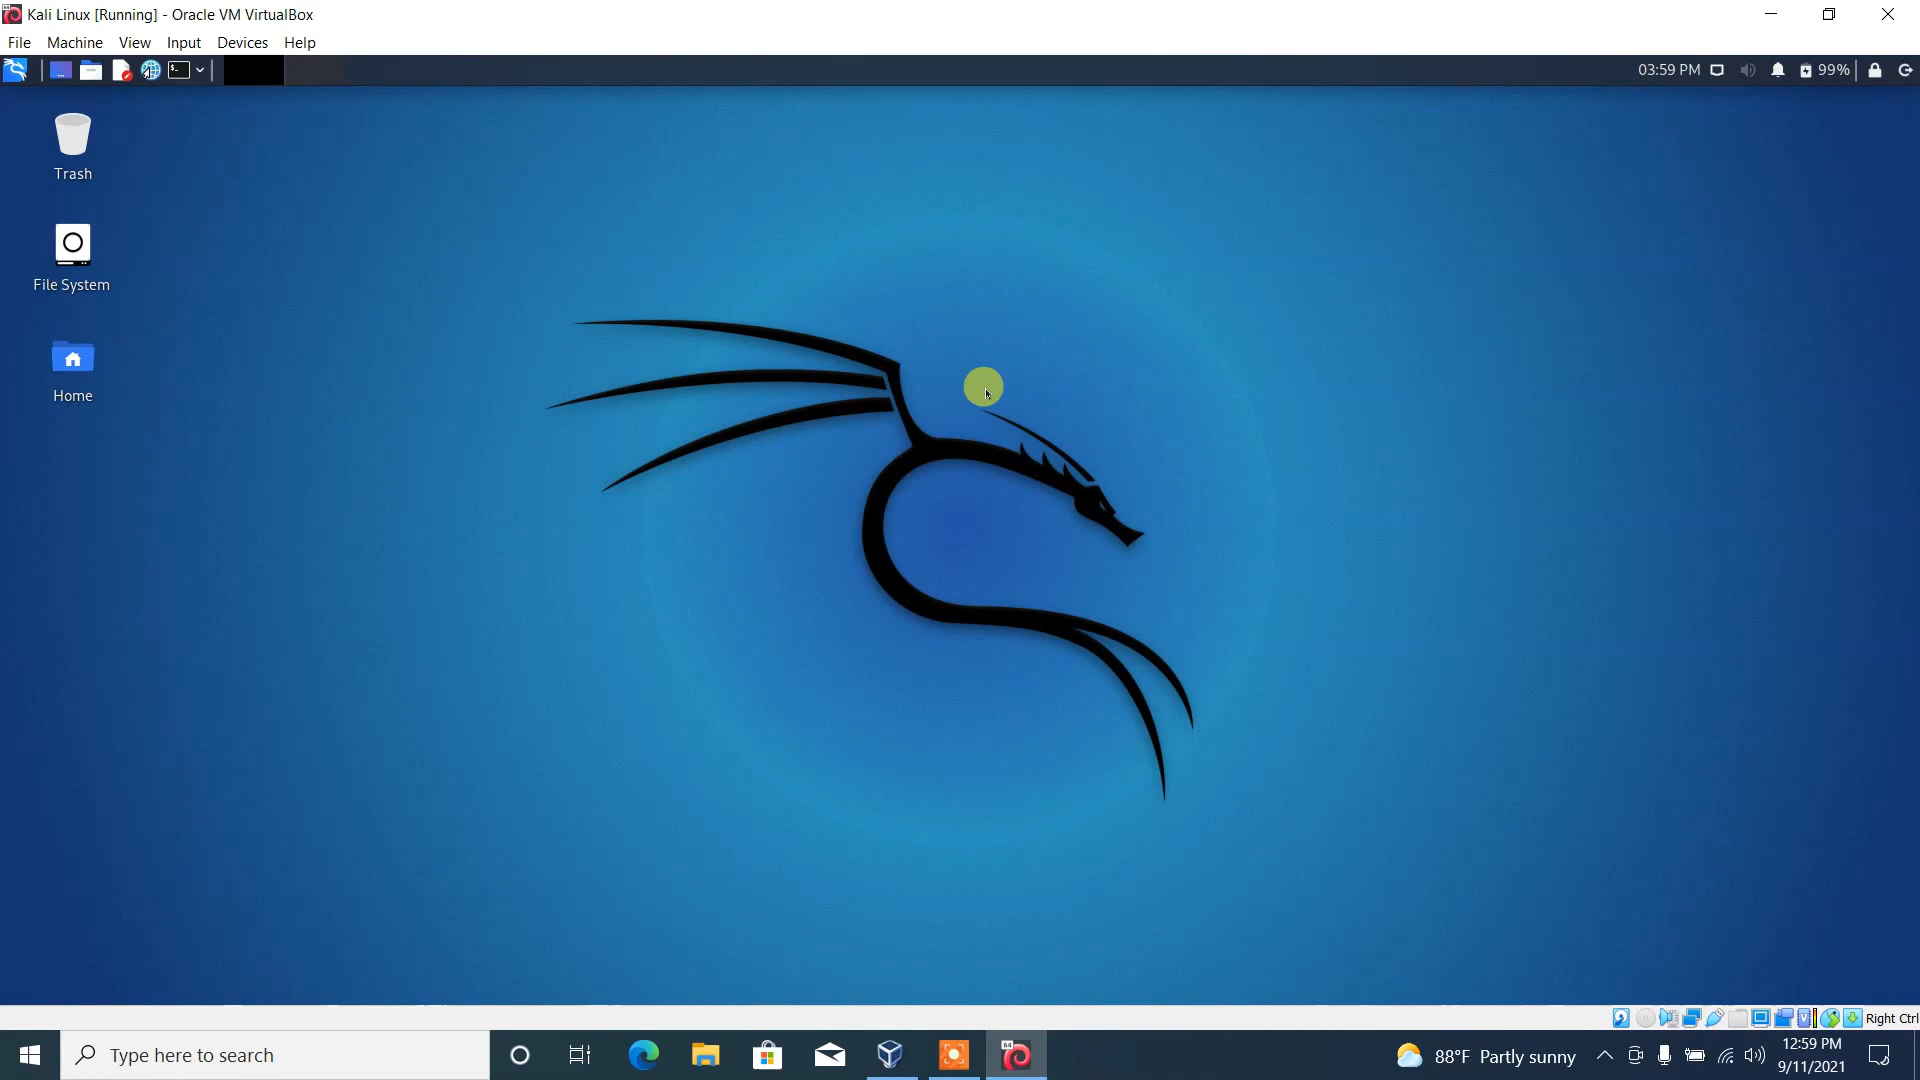 Kali Linux [Running] - Oracle VM VirtualBox
File Machine View Input Devices Help
03:59 PM 99%
Trash
File System
Home
Right Ctrl
Type here to search
64
88°F Partly sunny
12:59 PM
9/11/2021